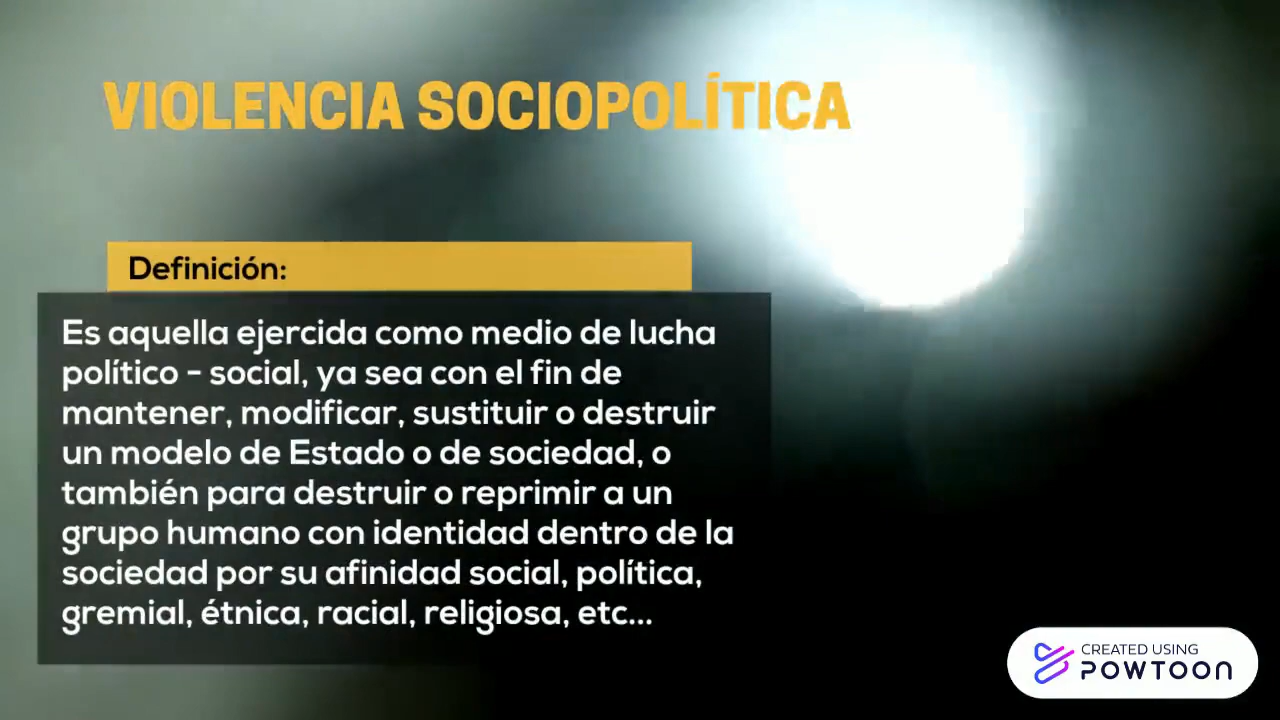 VIOLENCIA SOCIOPOLÍTICA
Definición:
Es aquella ejercida como medio de lucha
político - social, ya sea con el fin de
mantener, modificar, sustituir o destruir
un modelo de Estado o de sociedad, o
también para destruir o reprimir a un
grupo humano con identidad dentro de la
sociedad por su afinidad social, política,
gremial, étnica, racial, religiosa, etc...
CREATED USING
POWTOON